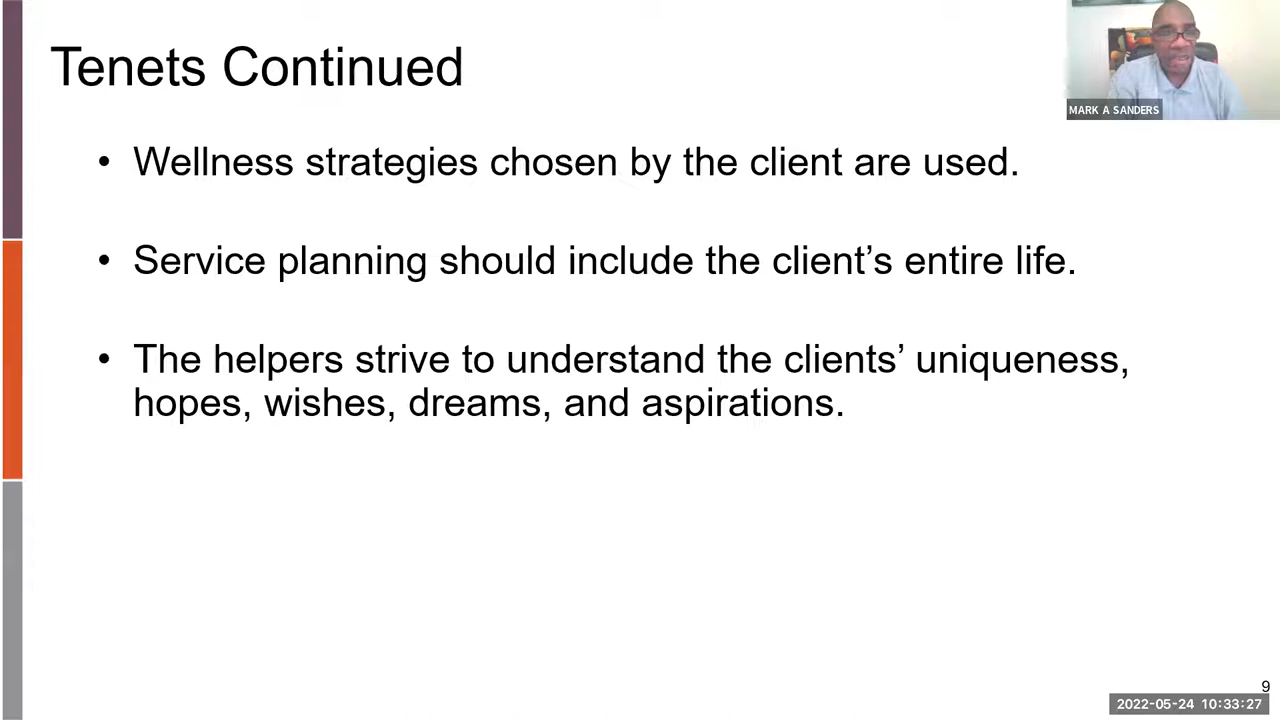 Tenets Continued
MARK A SANDERS
• Wellness strategies chosen by the client are used.
• Service planning should include the client’s entire life.
• The helpers strive to understand the clients’ uniqueness,
hopes, wishes, dreams, and aspirations.
9
2022-05-24 10:33:27